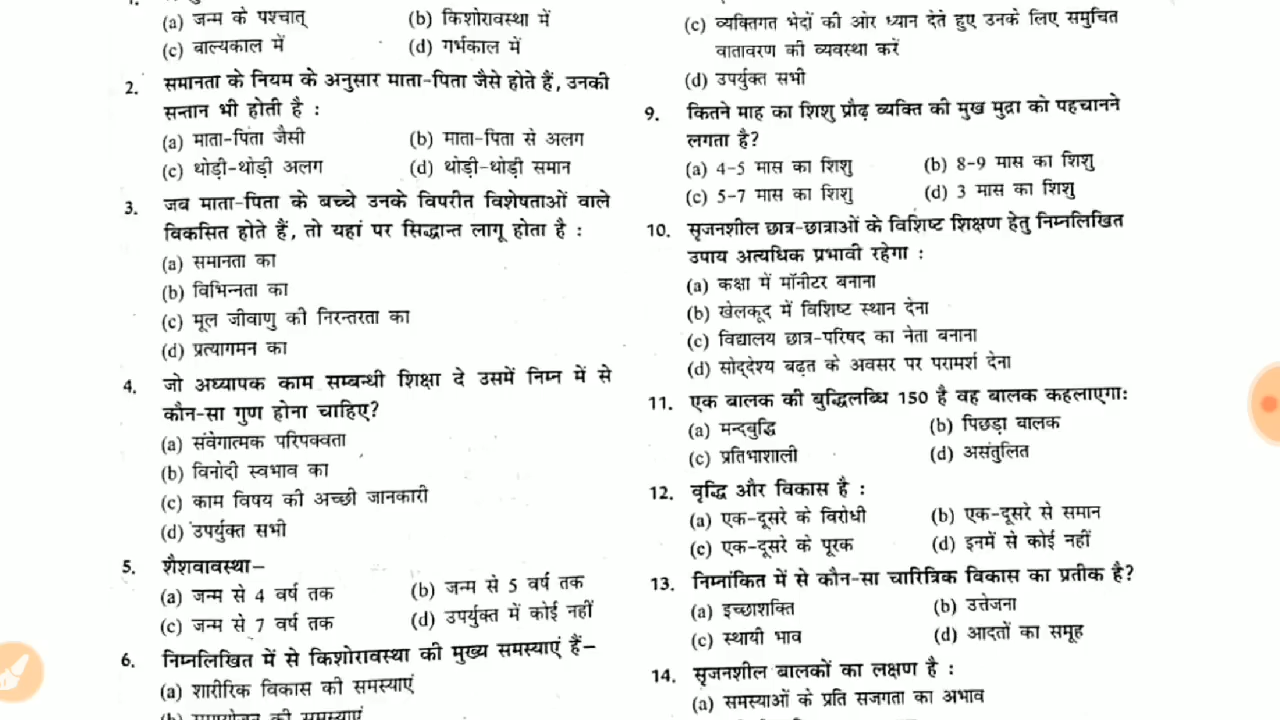 1.
(a) जन्म के पश्चात् (b) किशोरावस्था में
(c) बाल्यकाल में (d) गर्भकाल में
2. समानता के नियम के अनुसार माता-पिता जैसे होते हैं, उनकी
सन्तान भी होती है :
(a) माता-पिता जैसी (b) माता-पिता से अलग
(c) थोड़ी-थोड़ी अलग (d) थोड़ी-थोड़ी समान
3. जब माता-पिता के बच्चे उनके विपरीत विशेषताओं वाले
विकसित होते हैं, तो यहां पर सिद्धान्त लागू होता है :
(a) समानता का
(b) विभिन्नता का
(c) मूल जीवाणु की निरन्तरता का
(d) प्रत्यागमन का
4. जो अध्यापक काम सम्बन्धी शिक्षा दे उसमें निम्न में से
कौन-सा गुण होना चाहिए?
(a) संवेगात्मक परिपक्वता
(b) विनोदी स्वभाव का
(c) काम विषय की अच्छी जानकारी
(d) उपर्युक्त सभी
5. शैशवावस्था–
(a) जन्म से 4 वर्ष तक (b) जन्म से 5 वर्ष तक
(c) जन्म से 7 वर्ष तक (d) उपर्युक्त में कोई नहीं
6. निम्नलिखित में से किशोरावस्था की मुख्य समस्याएं हैं–
(a) शारीरिक विकास की समस्याएं
(b) समायोजन की समस्याएं
(c) व्यक्तिगत भेदों की ओर ध्यान देते हुए उनके लिए समुचित
वातावरण की व्यवस्था करें
(d) उपर्युक्त सभी
9. कितने माह का शिशु प्रौढ़ व्यक्ति की मुख मुद्रा को पहचानने
लगता है?
(a) 4-5 मास का शिशु (b) 8-9 मास का शिशु
(c) 5-7 मास का शिशु (d) 3 मास का शिशु
10. सृजनशील छात्र-छात्राओं के विशिष्ट शिक्षण हेतु निम्नलिखित
उपाय अत्यधिक प्रभावी रहेगा :
(a) कक्षा में मॉनीटर बनाना
(b) खेलकूद में विशिष्ट स्थान देना
(c) विद्यालय छात्र-परिषद का नेता बनाना
(d) सोद्देश्य बढ़त के अवसर पर परामर्श देना
11. एक बालक की बुद्धिलब्धि 150 है वह बालक कहलाएगा:
(a) मन्दबुद्धि (b) पिछड़ा बालक
(c) प्रतिभाशाली (d) असंतुलित
12. वृद्धि और विकास है :
(a) एक-दूसरे के विरोधी (b) एक-दूसरे से समान
(c) एक-दूसरे के पूरक (d) इनमें से कोई नहीं
13. निम्नांकित में से कौन-सा चारित्रिक विकास का प्रतीक है?
(a) इच्छाशक्ति (b) उत्तेजना
(c) स्थायी भाव (d) आदतों का समूह
14. सृजनशील बालकों का लक्षण है :
(a) समस्याओं के प्रति सजगता का अभाव